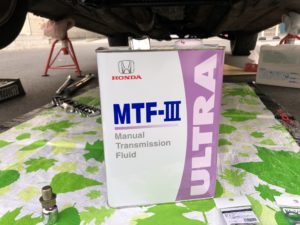 HONDA
MTF-III
Manual
Transmission
Fluid
ULTRA